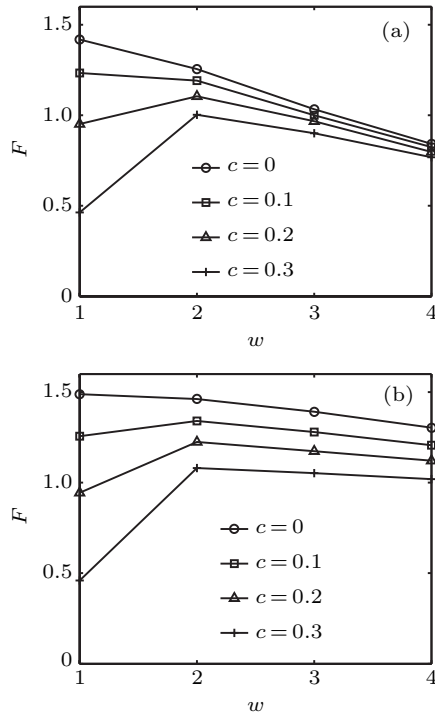 1.5
(a)
1.0
F
c = 0
0.5
c = 0.1
c = 0.2
c = 0.3
0
1 2 3 4
w
1.5
(b)
1.0
F
c = 0
0.5
c = 0.1
c = 0.2
c = 0.3
0
1 2 3 4
w